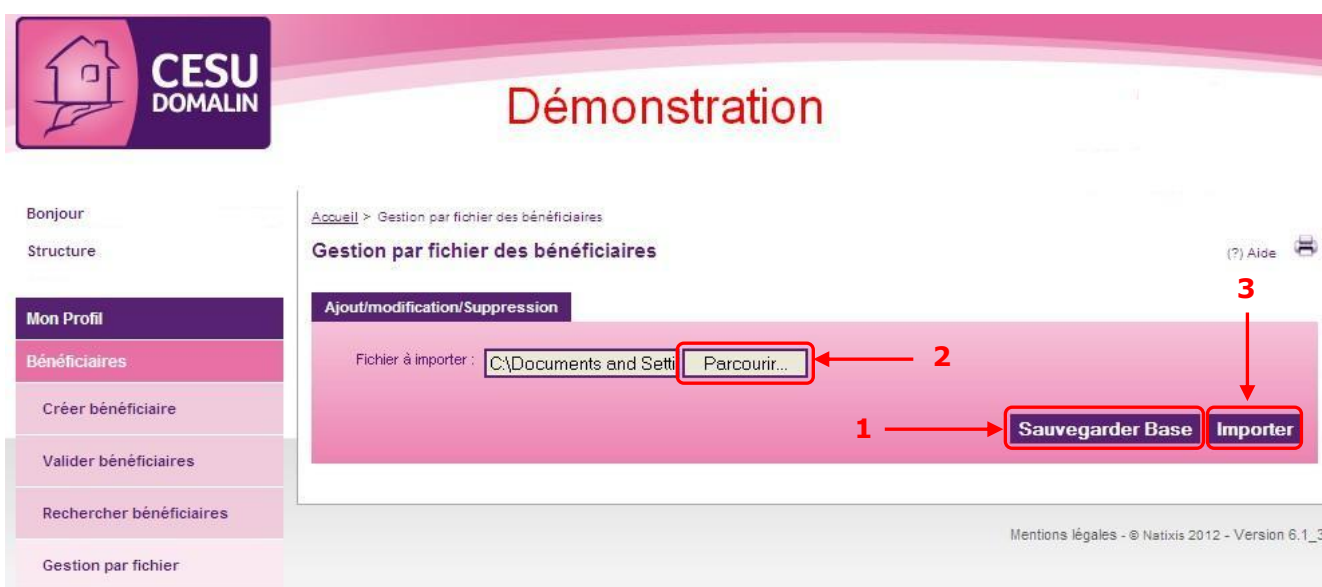 CESU
DOMALIN
Démonstration
Bonjour
Structure
Accueil > Gestion par fichier des bénéficiaires
Gestion par fichier des bénéficiaires
(?) Aide
3
Mon Profil
Ajout/modification/Suppression
Bénéficiaires
Fichier à importer :
C:\Documents and Setti
Parcourir...
2
Créer bénéficiaire
1
Sauvegarder Base
Importer
Valider bénéficiaires
Rechercher bénéficiaires
Mentions légales - © Natixis 2012 - Version 6.1_3
Gestion par fichier